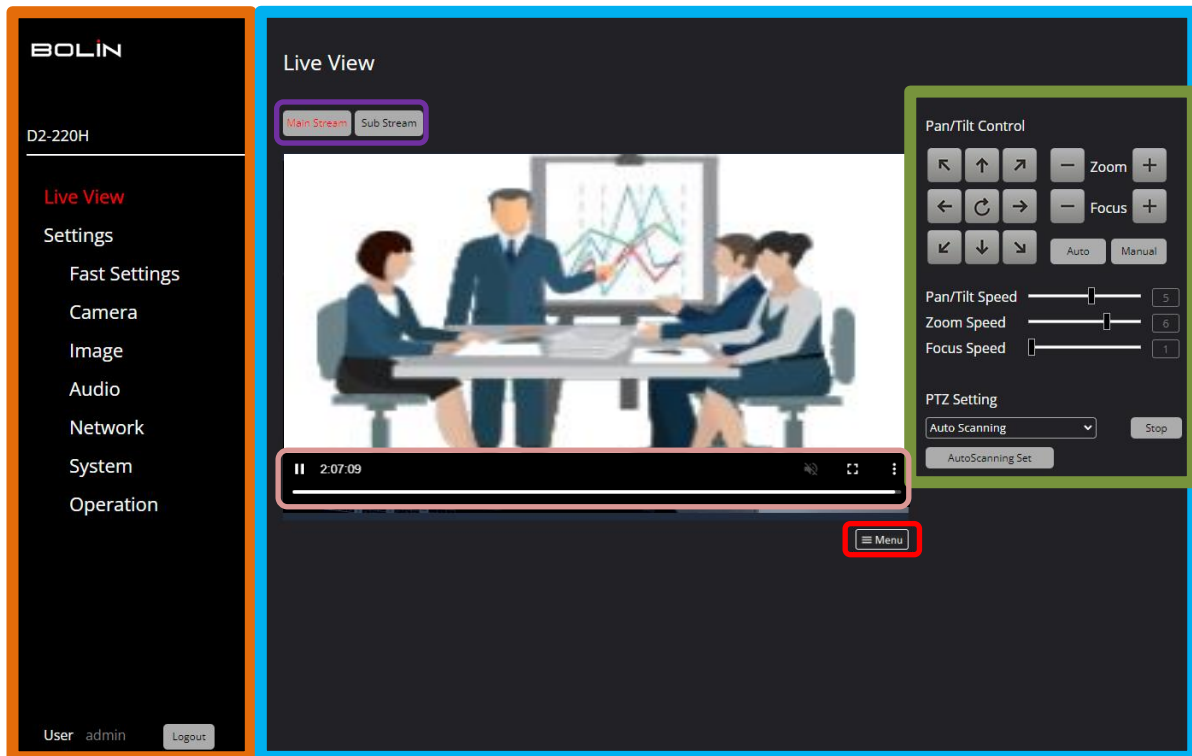 BOLIN
D2-220H
Live View
Settings
Fast Settings
Camera
Image
Audio
Network
System
Operation
User admin
Logout
Live View
Main Stream
Sub Stream
2:07:09
Menu
Pan/Tilt Control
Zoom
Focus
Auto
Manual
Pan/Tilt Speed 5
Zoom Speed 6
Focus Speed 1
PTZ Setting
Auto Scanning
Stop
AutoScanning Set